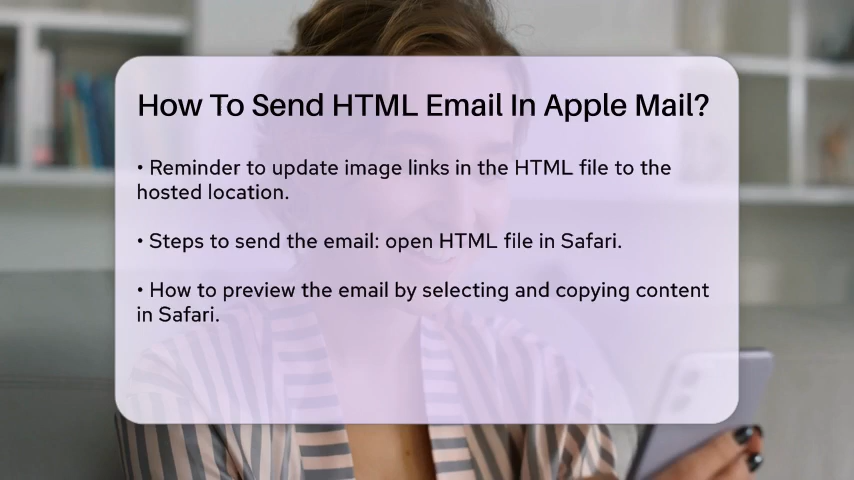 How To Send HTML Email In Apple Mail?
• Reminder to update image links in the HTML file to the
hosted location.
• Steps to send the email: open HTML file in Safari.
• How to preview the email by selecting and copying content
in Safari.